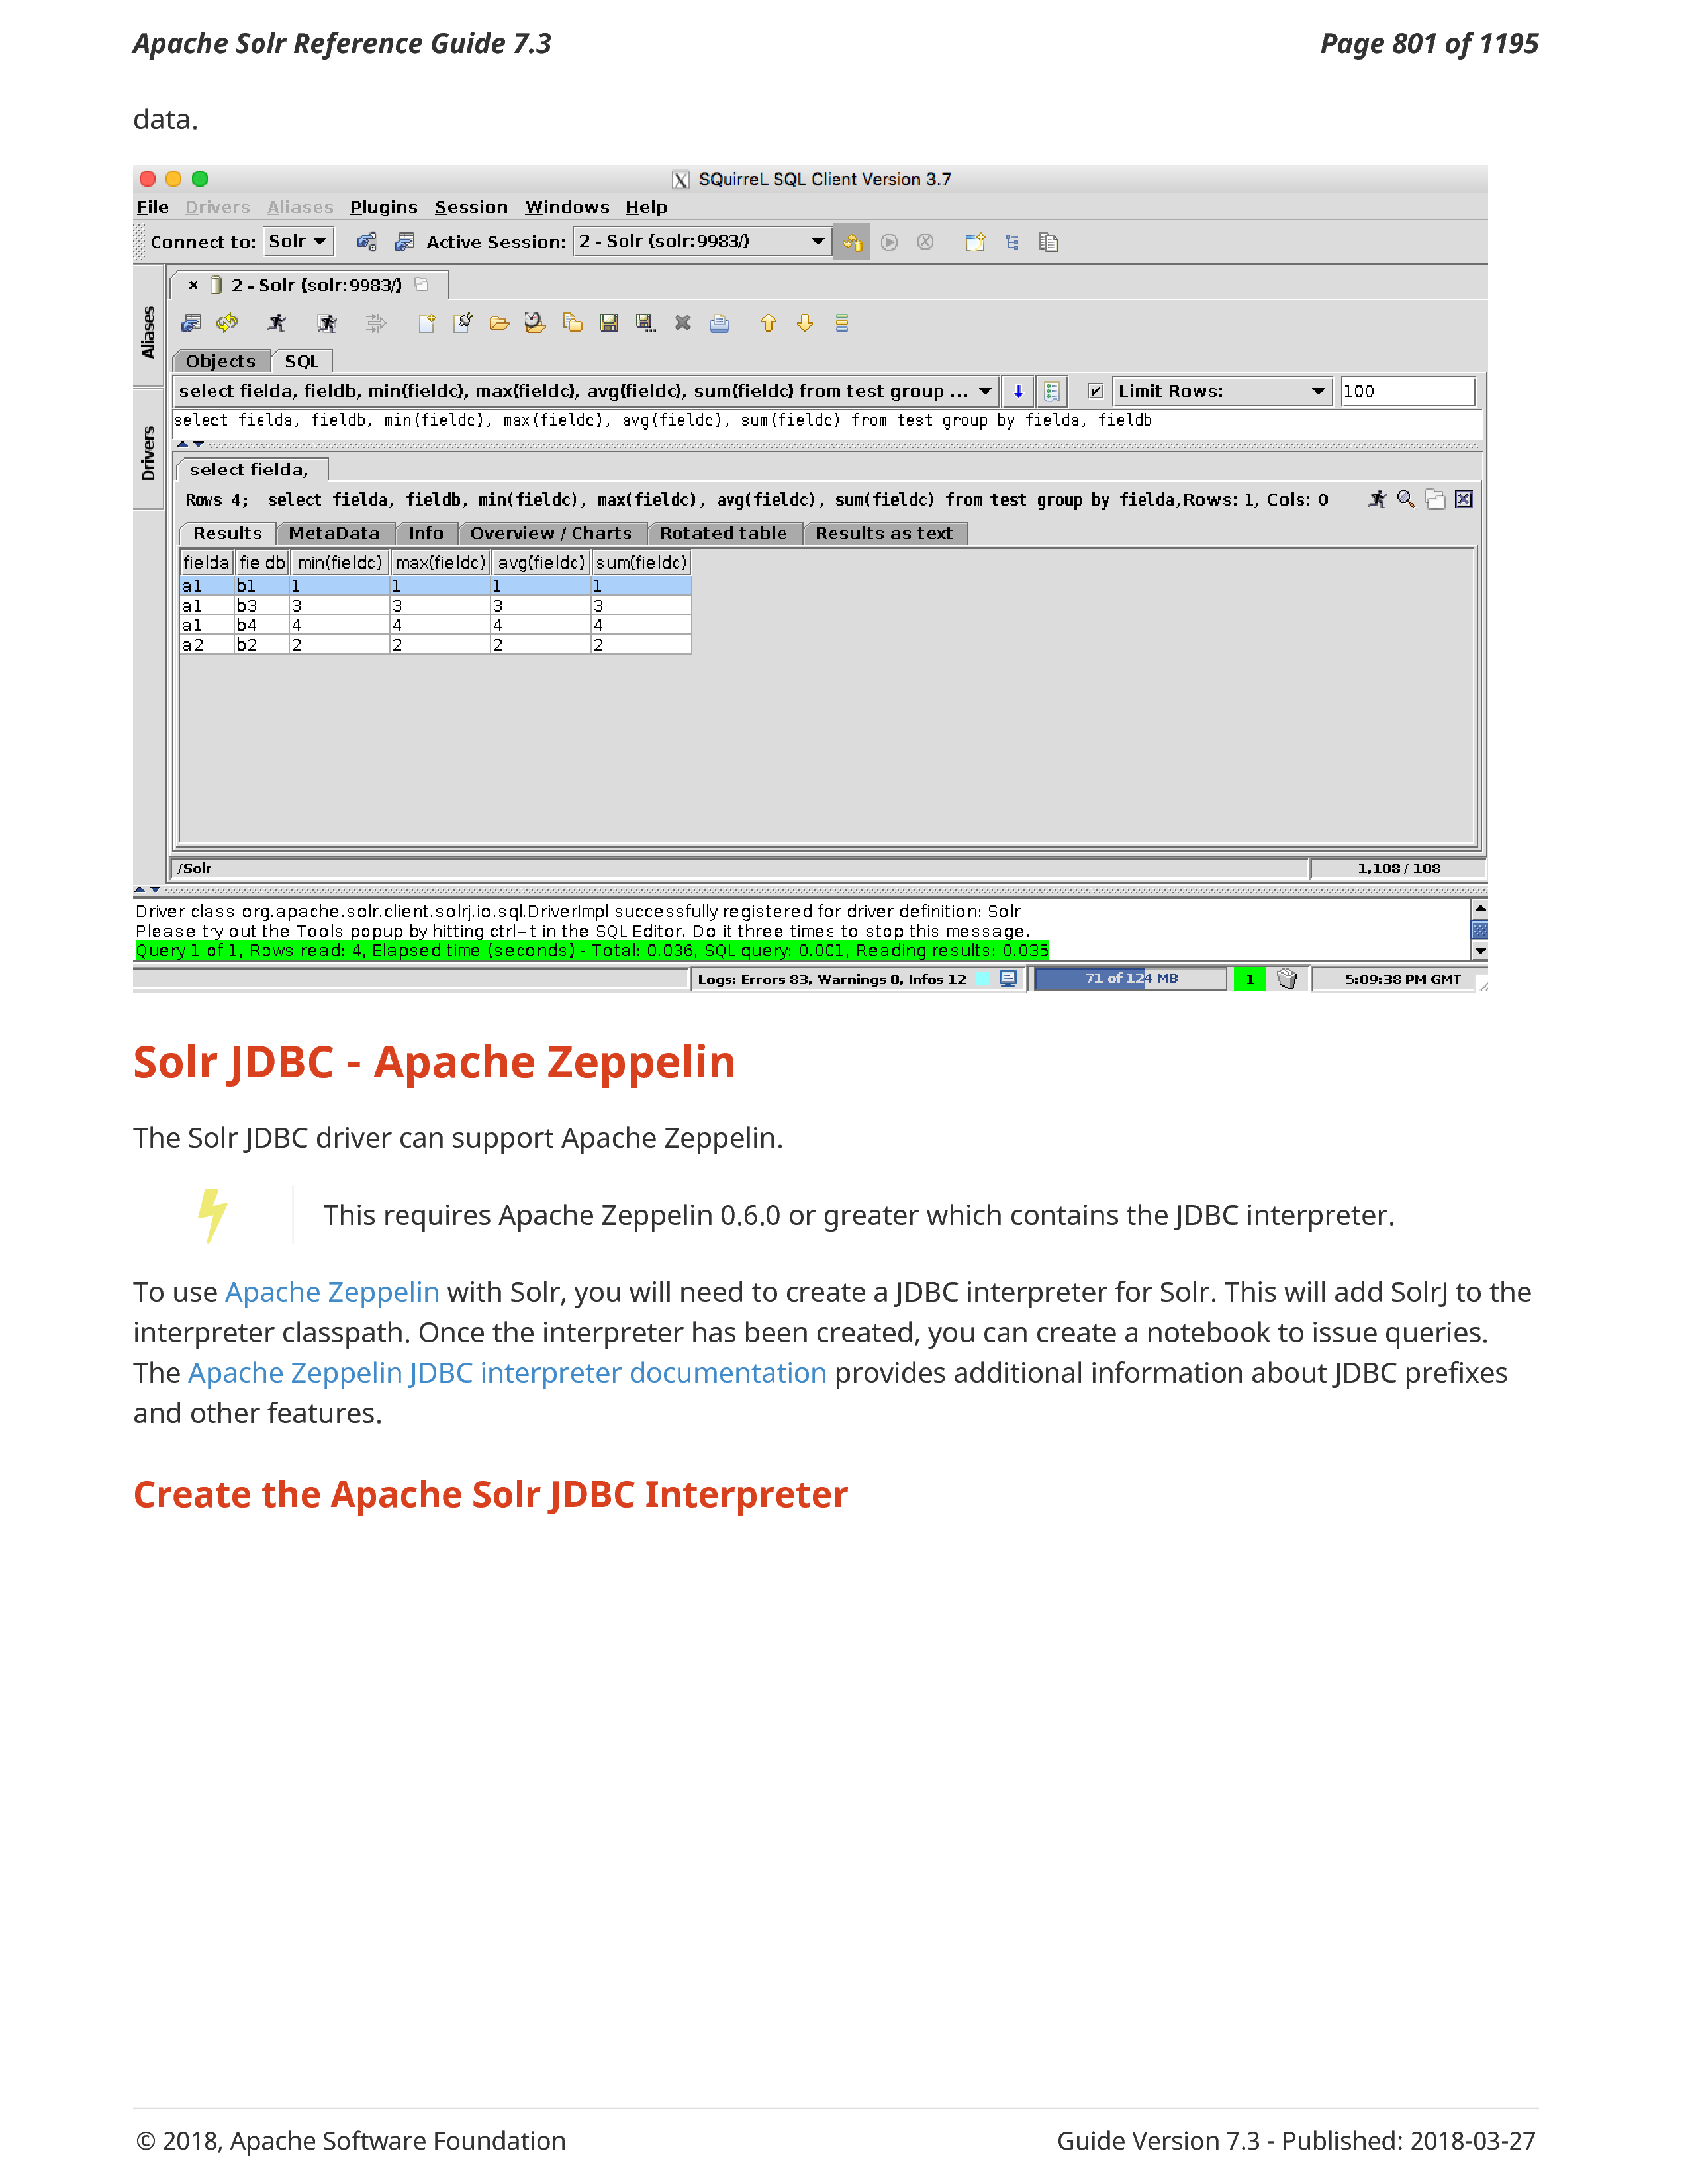 Apache Solr Reference Guide 7.3 Page 801 of 1195
data.
SQuirreL SQL Client Version 3.7
File Drivers Aliases Plugins Session Windows Help
Connect to: Solr Active Session: 2 - Solr (solr:9983/)
Aliases
Drivers
2 - Solr (solr:9983/)
Objects SQL
select fielda, fieldb, min(fieldc), max(fieldc), avg(fieldc), sum(fieldc) from test group ... Limit Rows: 100
select fielda, fieldb, min(fieldc), max(fieldc), avg(fieldc), sum(fieldc) from test group by fielda, fieldb
select fielda,
Rows 4; select fielda, fieldb, min(fieldc), max(fieldc), avg(fieldc), sum(fieldc) from test group by fielda,Rows: 1, Cols: 0
Results MetaData Info Overview / Charts Rotated table Results as text
fielda fieldb min(fieldc) max(fieldc) avg(fieldc) sum(fieldc)
a1 b1 1 1 1 1
a1 b3 3 3 3 3
a1 b4 4 4 4 4
a2 b2 2 2 2 2
/Solr 1,108 / 108
Driver class org.apache.solr.client.solrj.io.sql.DriverImpl successfully registered for driver definition: Solr
Please try out the Tools popup by hitting ctrl+t in the SQL Editor. Do it three times to stop this message.
Query 1 of 1, Rows read: 4, Elapsed time (seconds) - Total: 0.036, SQL query: 0.001, Reading results: 0.035
Logs: Errors 83, Warnings 0, Infos 12 71 of 124 MB 1 5:09:38 PM GMT
Solr JDBC - Apache Zeppelin
The Solr JDBC driver can support Apache Zeppelin.
This requires Apache Zeppelin 0.6.0 or greater which contains the JDBC interpreter.
To use Apache Zeppelin with Solr, you will need to create a JDBC interpreter for Solr. This will add SolrJ to the
interpreter classpath. Once the interpreter has been created, you can create a notebook to issue queries.
The Apache Zeppelin JDBC interpreter documentation provides additional information about JDBC prefixes
and other features.
Create the Apache Solr JDBC Interpreter
© 2018, Apache Software Foundation Guide Version 7.3 - Published: 2018-03-27